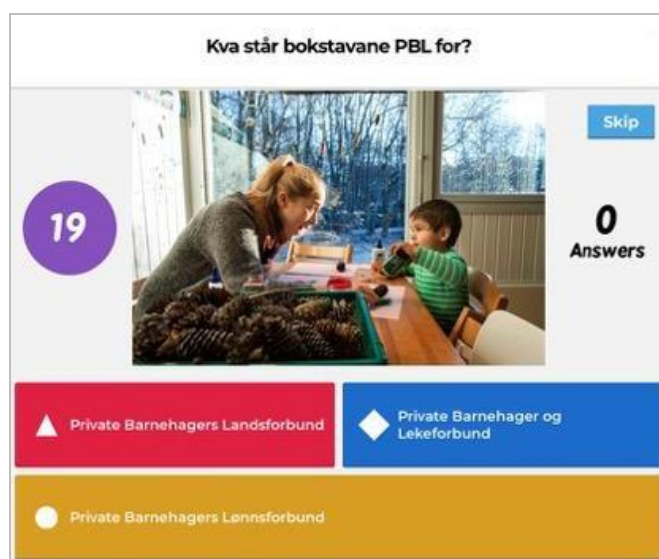 Kva står bokstavane PBL for?
Skip
19
0
Answers
Private Barnehagers Landsforbund
Private Barnehager og
Lekeforbund
Private Barnehagers Lønnsforbund